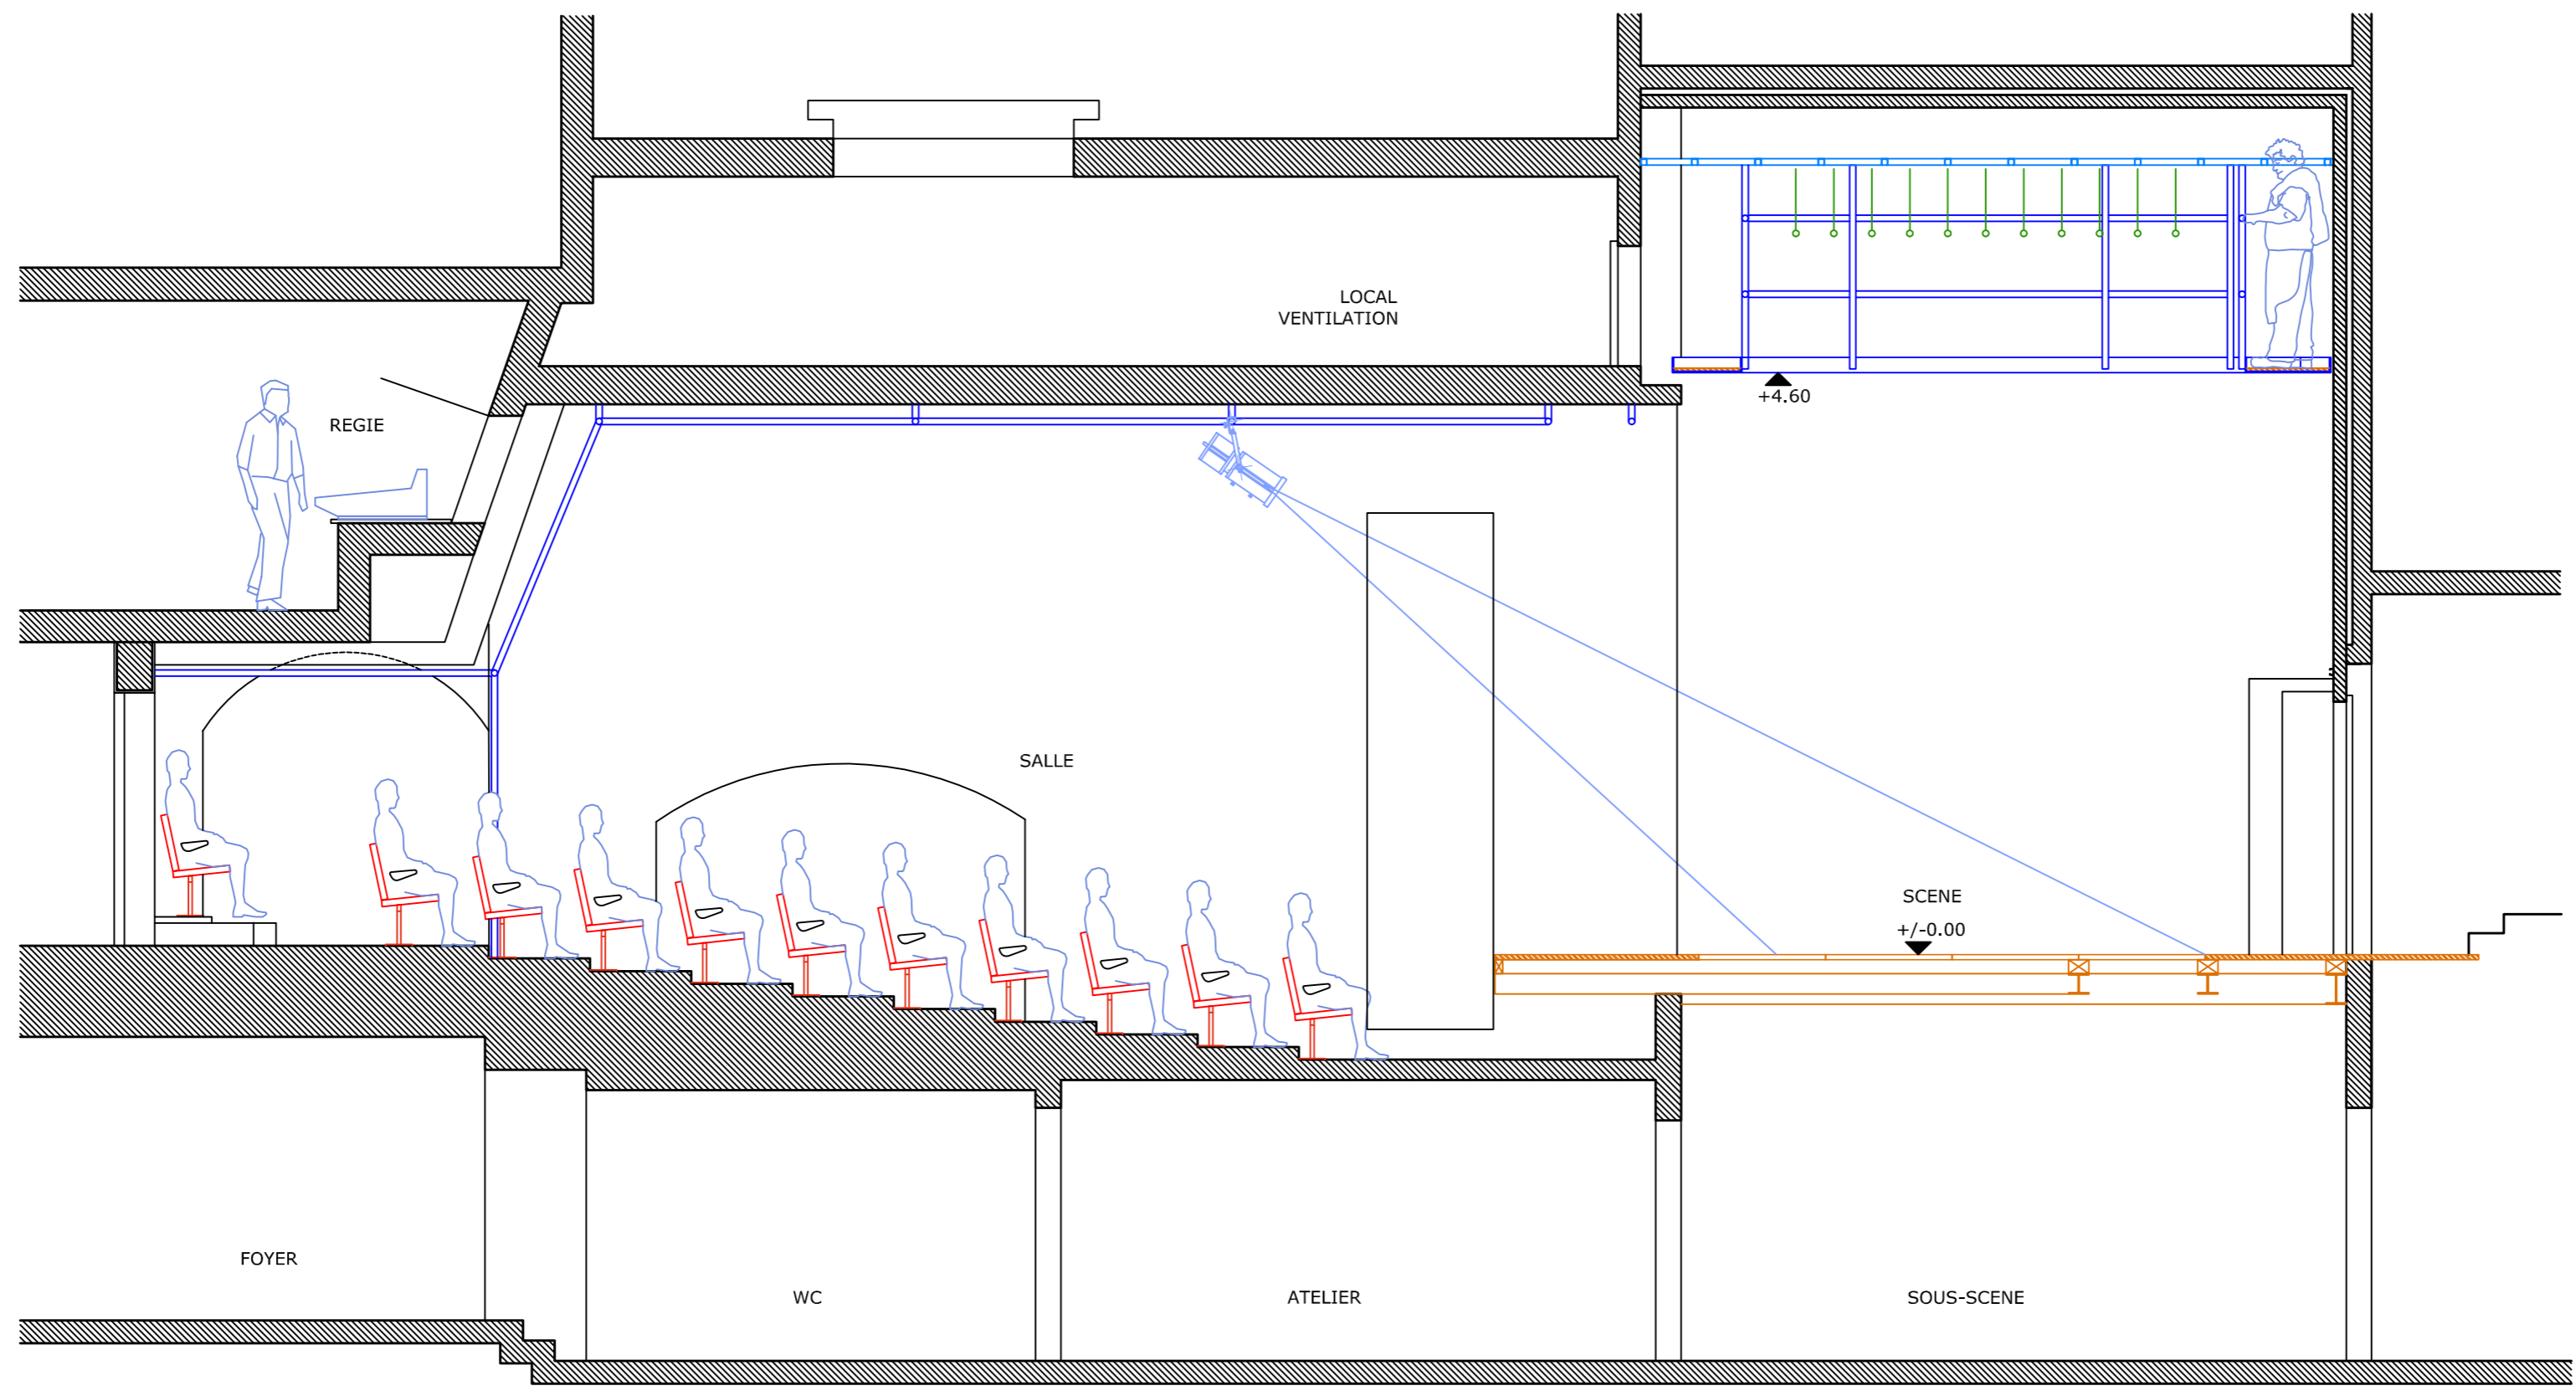 LOCAL
VENTILATION
+4.60
REGIE
SALLE
SCENE
+/-0.00
FOYER
WC
ATELIER
SOUS-SCENE